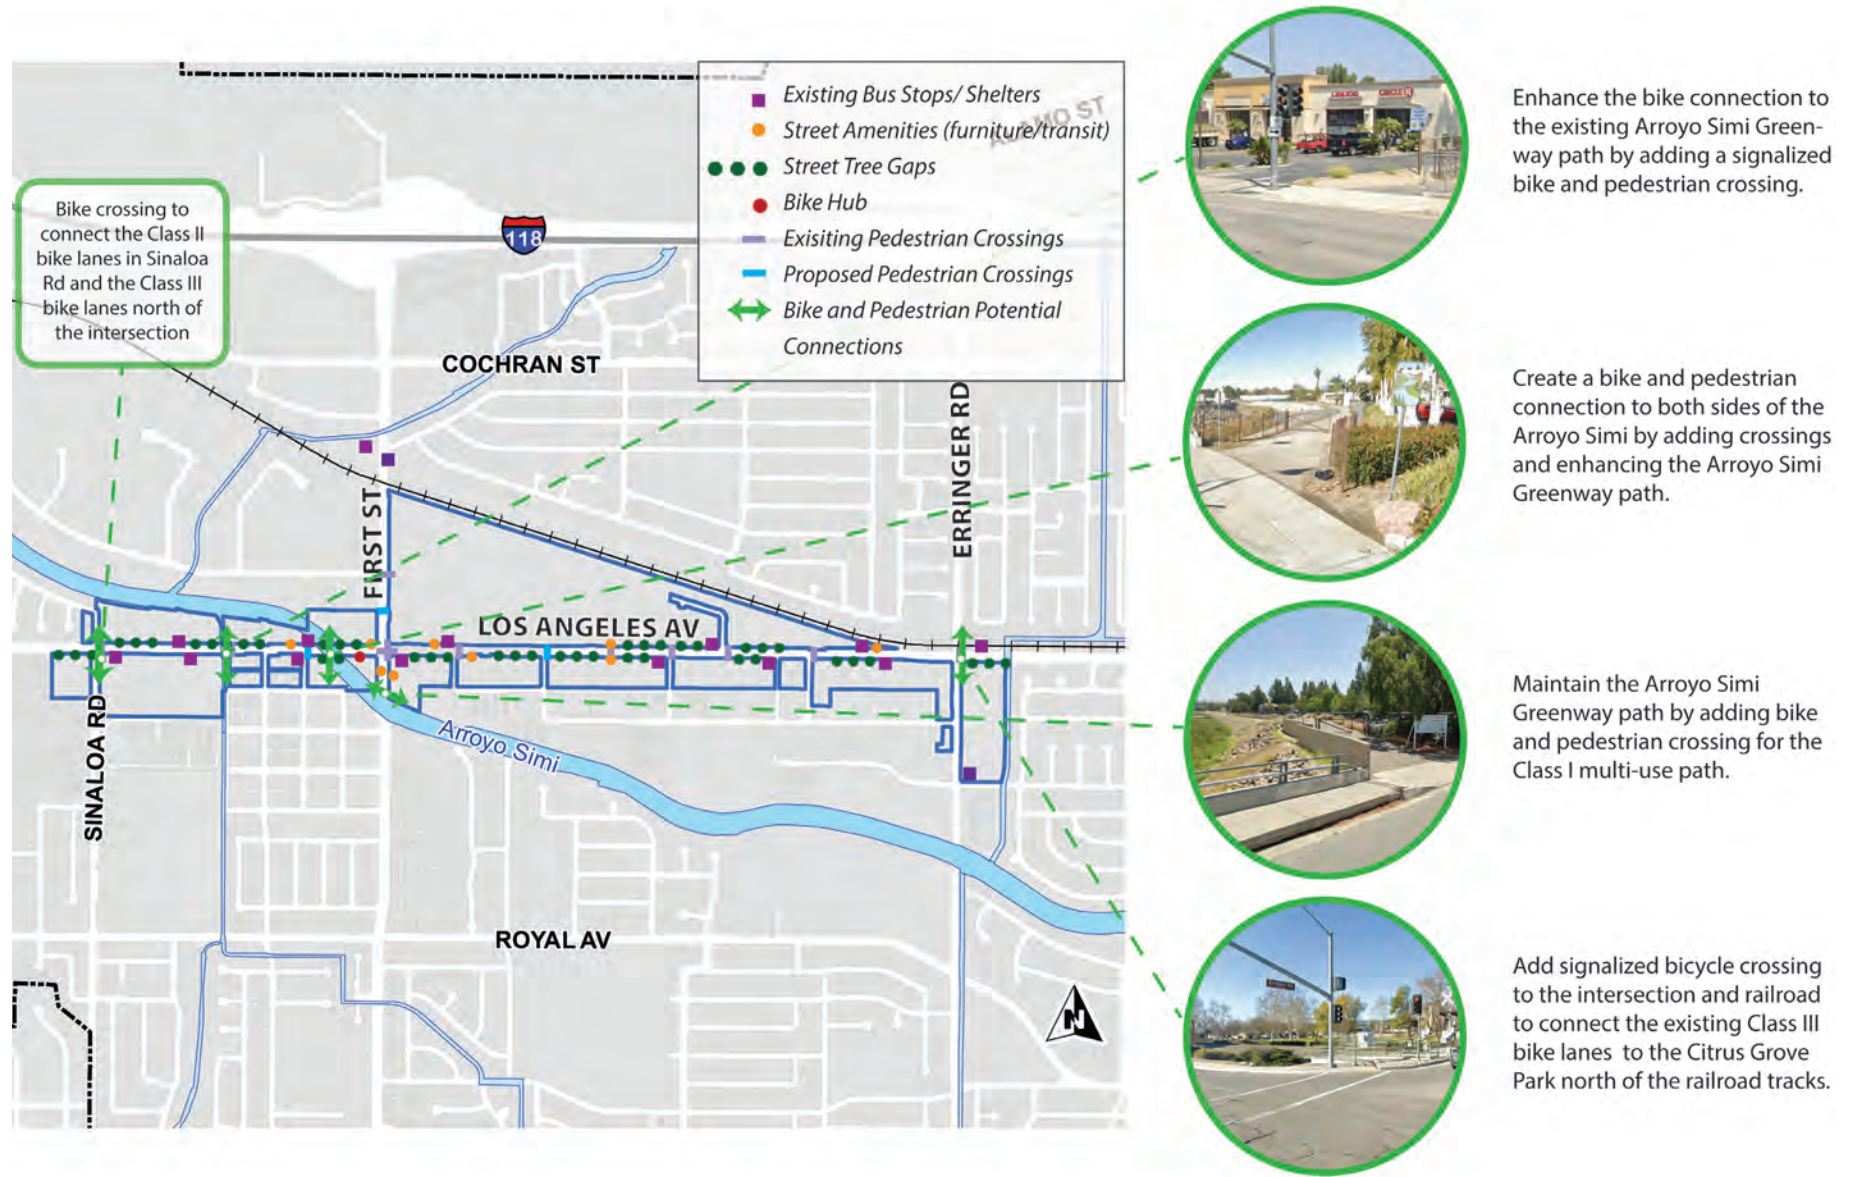 Existing Bus Stops/ Shelters
ALAMO ST
Street Amenities (furniture/transit)
Street Tree Gaps
Bike Hub
Exisiting Pedestrian Crossings
Proposed Pedestrian Crossings
Bike and Pedestrian Potential
Connections
Bike crossing to
connect the Class II
bike lanes in Sinaloa
Rd and the Class III
bike lanes north of
the intersection
118
COCHRAN ST
ERRINGER RD
FIRST ST
LOS ANGELES AV
SINALOA RD
Arroyo Simi
ROYAL AV
N
LIQUOR
CIRCLE K
Enhance the bike connection to
the existing Arroyo Simi Green-
way path by adding a signalized
bike and pedestrian crossing.
Create a bike and pedestrian
connection to both sides of the
Arroyo Simi by adding crossings
and enhancing the Arroyo Simi
Greenway path.
Maintain the Arroyo Simi
Greenway path by adding bike
and pedestrian crossing for the
Class I multi-use path.
Add signalized bicycle crossing
to the intersection and railroad
to connect the existing Class III
bike lanes to the Citrus Grove
Park north of the railroad tracks.